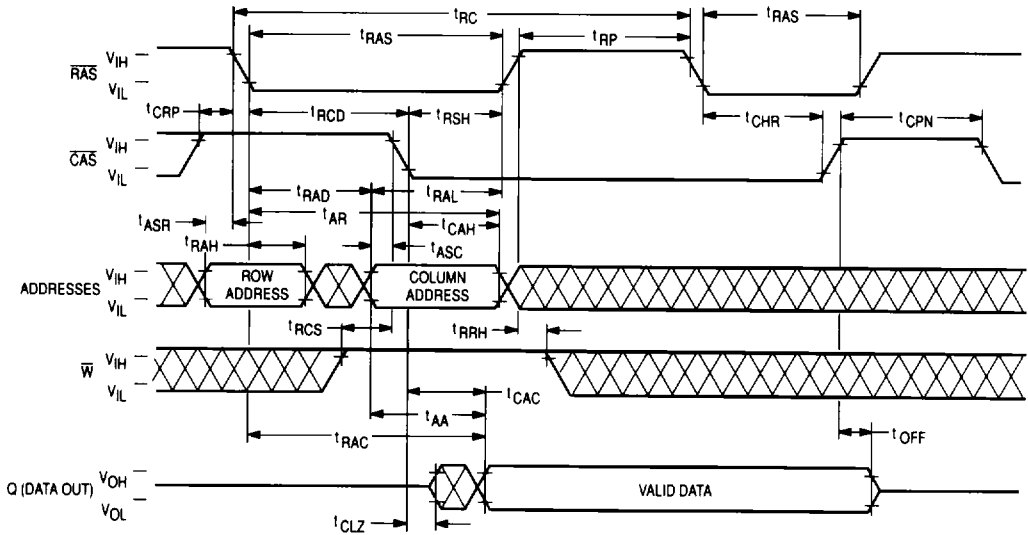 tRC
tRAS
tRAS
tRP
RAS
VIH
VIL
tCRP
tRCD
tRSH
tCHR
tCPN
CAS
VIH
VIL
tRAD
tRAL
tAR
tASR
tCAH
tRAH
tASC
ADDRESSES
VIH
VIL
ROW
ADDRESS
COLUMN
ADDRESS
tRCS
tRRH
W
VIH
VIL
tCAC
tAA
tRAC
tOFF
Q (DATA OUT)
VOH
VOL
VALID DATA
tCLZ